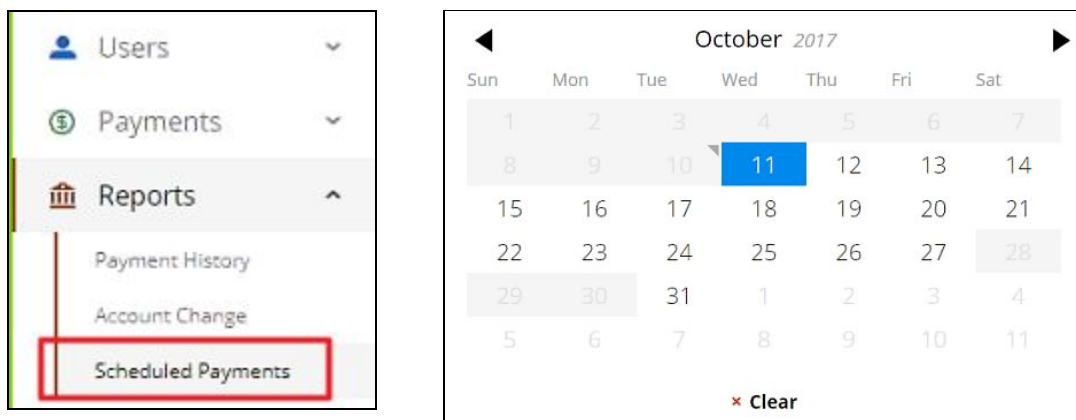 Users
Payments
Reports
Payment History
Account Change
Scheduled Payments
October 2017
Sun Mon Tue Wed Thu Fri Sat
1 2 3 4 5 6 7
8 9 10 11 12 13 14
15 16 17 18 19 20 21
22 23 24 25 26 27 28
29 30 31 1 2 3 4
5 6 7 8 9 10 11
× Clear